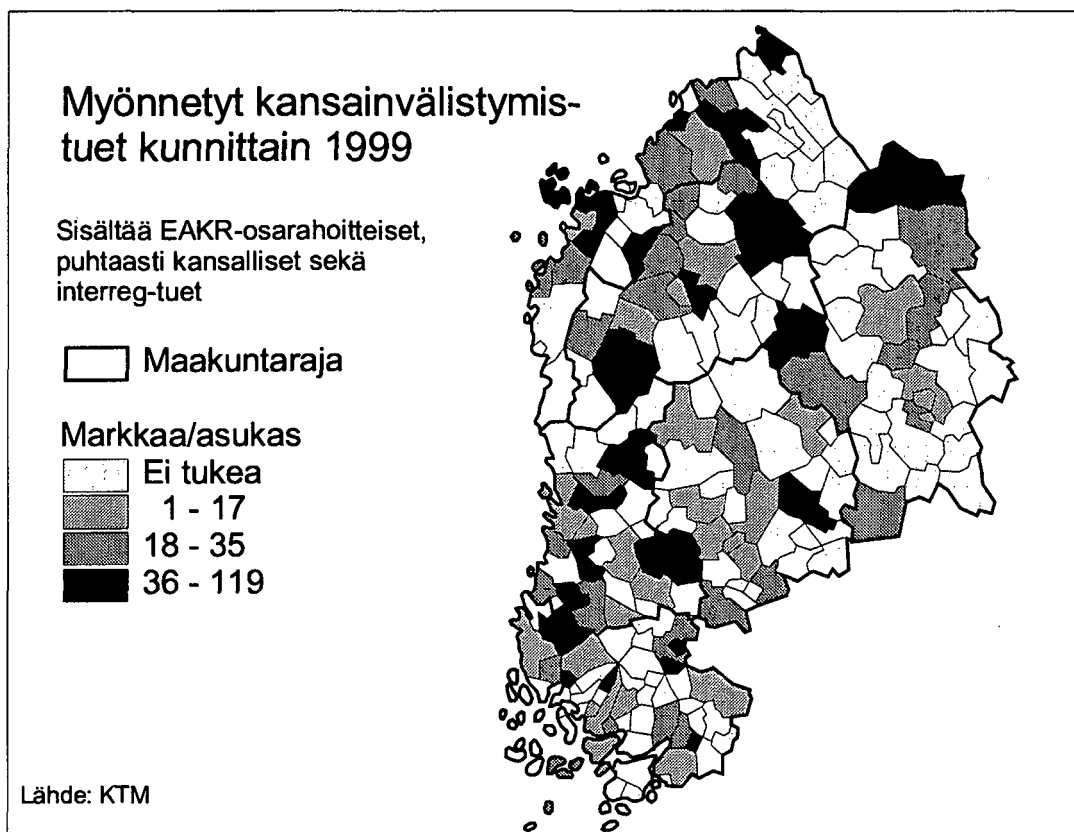 Myönnetyt kansainvälistymis-
tuet kunnittain 1999
Sisältää EAKR-osarahoitteiset,
puhtaasti kansalliset sekä
interreg-tuet
Maakuntaraja
Markkaa/asukas
Ei tukea
1 - 17
18 - 35
36 - 119
Lähde: KTM